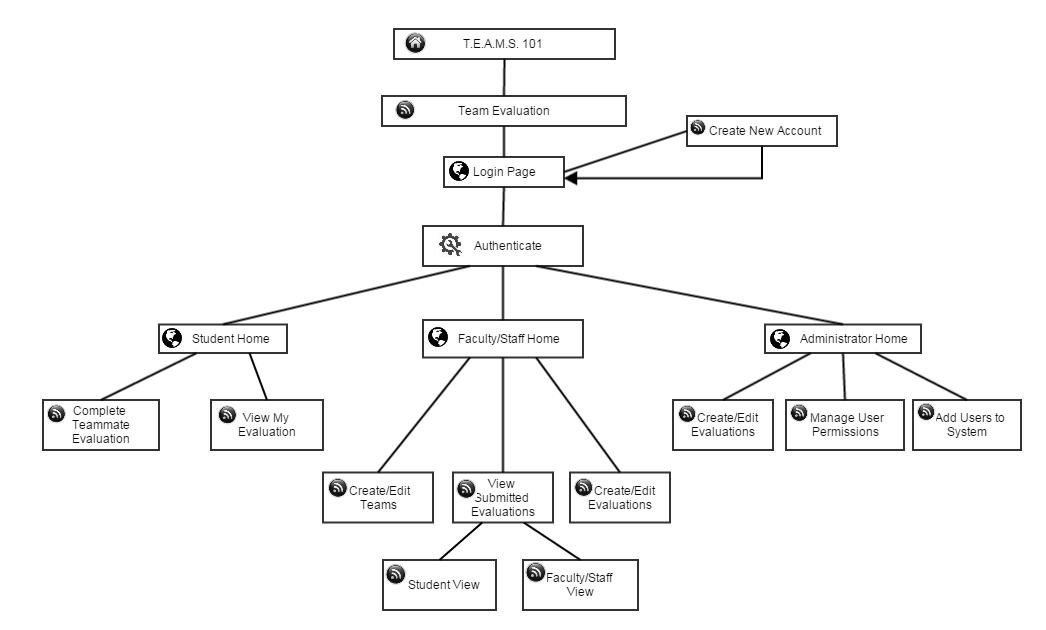 T.E.A.M.S. 101
Team Evaluation
Create New Account
Login Page
Authenticate
Student Home
Faculty/Staff Home
Administrator Home
Complete
Teammate
Evaluation
View My
Evaluation
Create/Edit
Evaluations
Manage User
Permissions
Add Users to
System
Create/Edit
Teams
View
Submitted
Evaluations
Create/Edit
Evaluations
Student View
Faculty/Staff
View